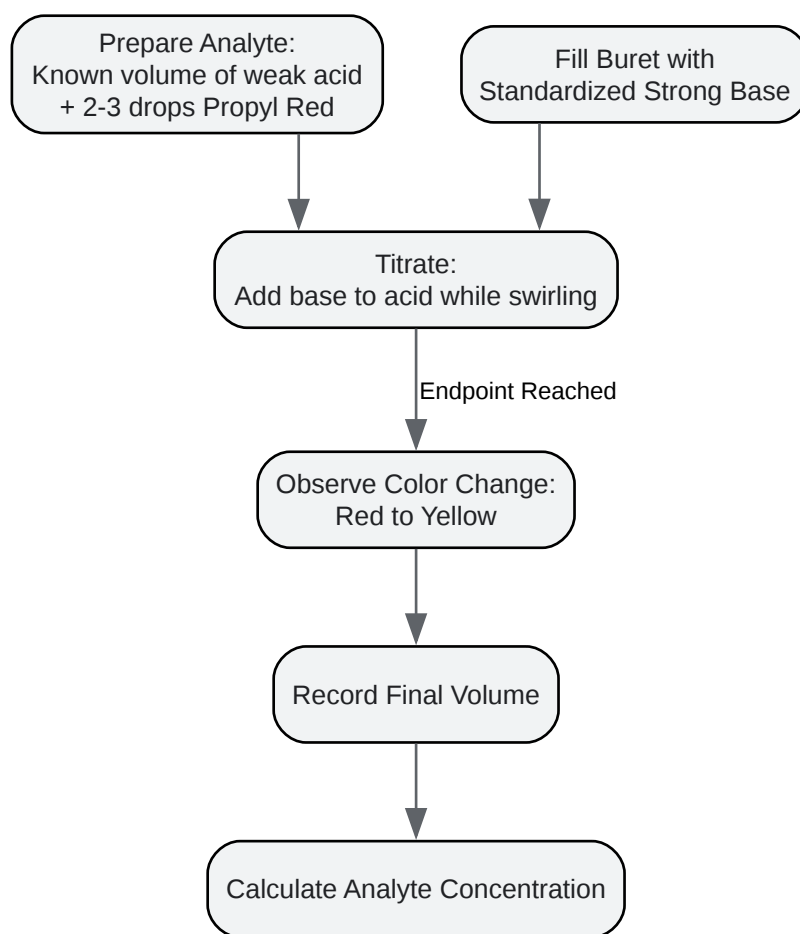 Prepare Analyte:
Known volume of weak acid
+ 2-3 drops Propyl Red
Fill Buret with
Standardized Strong Base
Titrate:
Add base to acid while swirling
Endpoint Reached
Observe Color Change:
Red to Yellow
Record Final Volume
Calculate Analyte Concentration